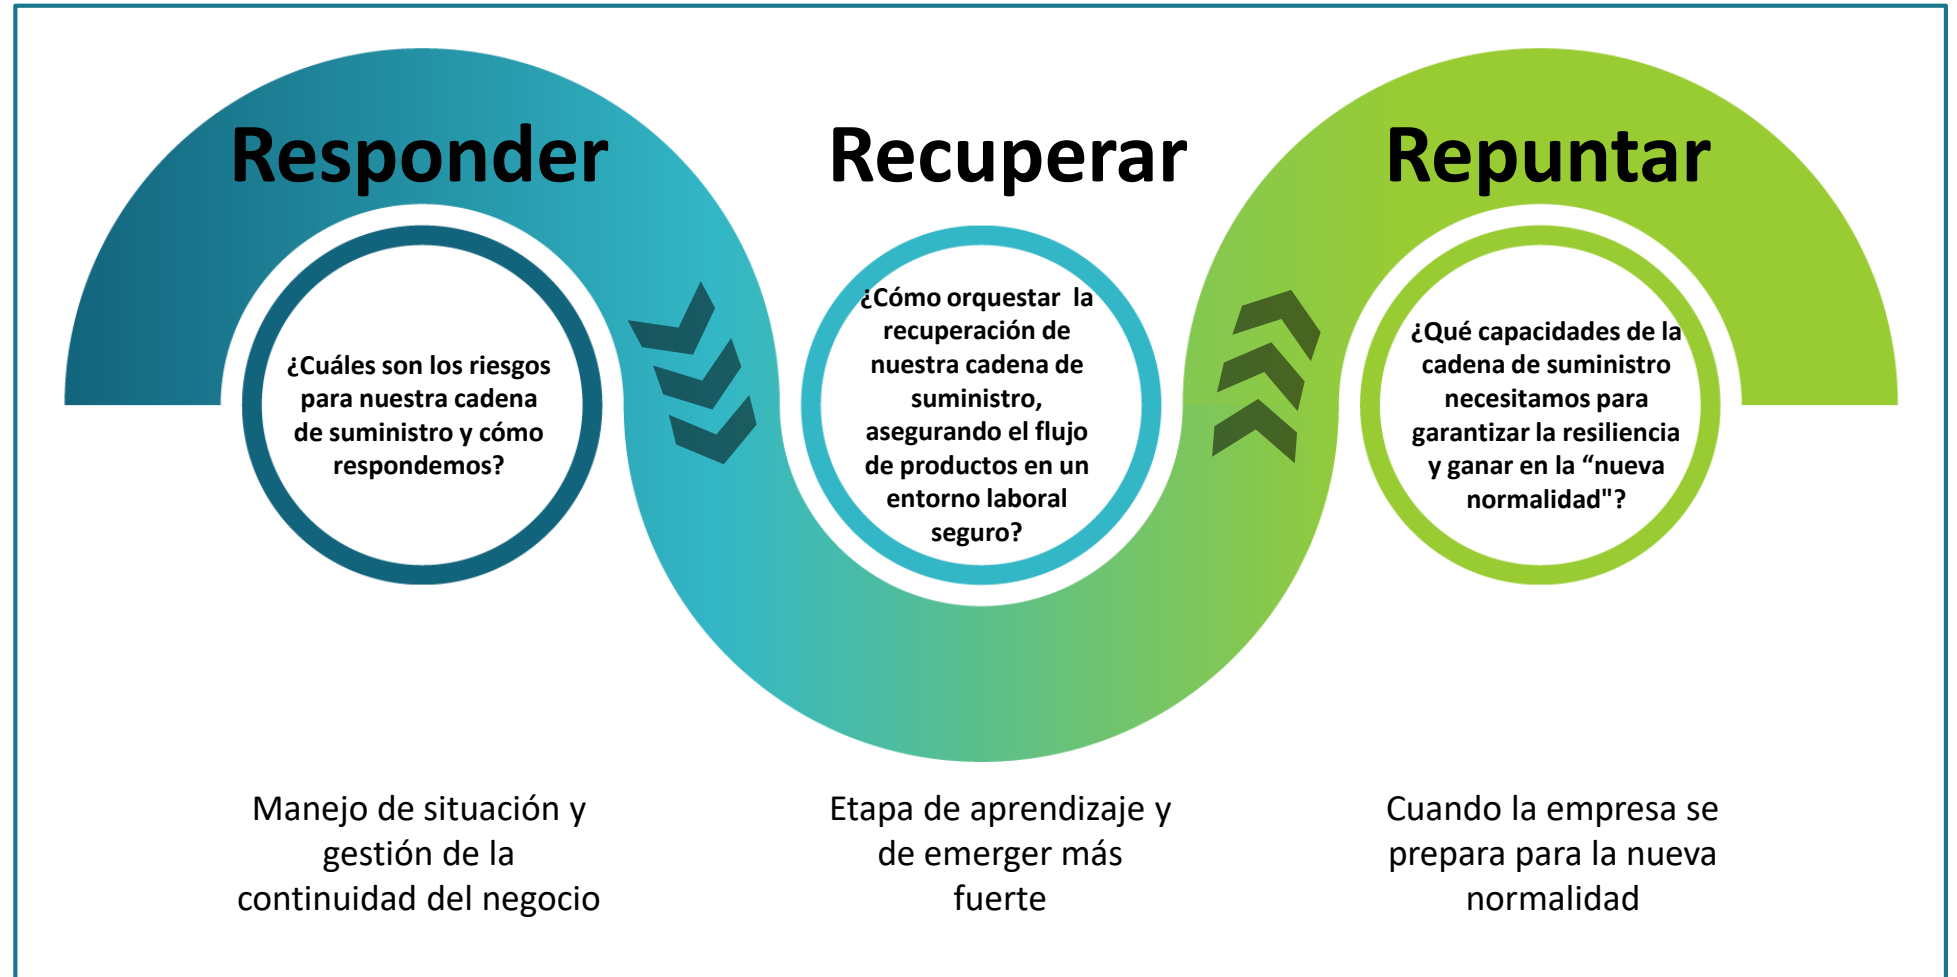 Responder
¿Cuáles son los riesgos
para nuestra cadena
de suministro y cómo
respondemos?
Manejo de situación y
gestión de la
continuidad del negocio
Recuperar
¿Cómo orquestar  la
recuperación de
nuestra cadena de
suministro,
asegurando el flujo
de productos en un
entorno laboral
seguro?
Etapa de aprendizaje y
de emerger más
fuerte
Repuntar
¿Qué capacidades de la
cadena de suministro
necesitamos para
garantizar la resiliencia
y ganar en la “nueva
normalidad"?
Cuando la empresa se
prepara para la nueva
normalidad